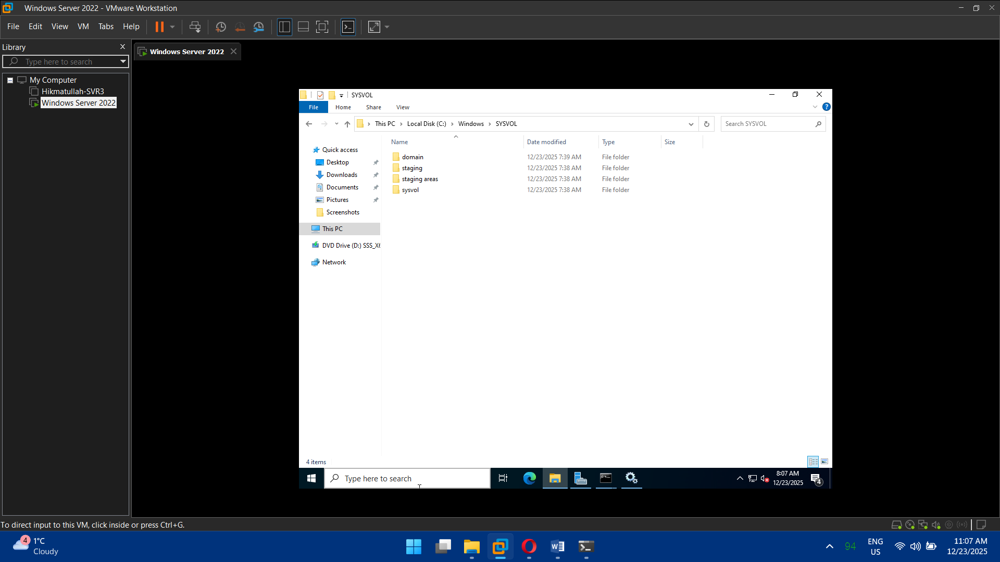 Windows Server 2022 - VMware Workstation
File Edit View VM Tabs Help
Library
Type here to search
My Computer
Hikmatullah-SVR3
Windows Server 2022
Windows Server 2022
SYSVOL
File Home Share View
This PC Local Disk (C:) Windows SYSVOL
Search SYSVOL
Quick access
Desktop
Downloads
Documents
Pictures
Screenshots
This PC
DVD Drive (D:) SSS_X6
Network
Name Date modified Type Size
domain 12/23/2025 7:39 AM File folder
staging 12/23/2025 7:38 AM File folder
staging areas 12/23/2025 7:38 AM File folder
sysvol 12/23/2025 7:38 AM File folder
4 items
Type here to search
8:07 AM
12/23/2025
4
To direct input to this VM, click inside or press Ctrl+G.
4
1°C
Cloudy
94
ENG
US
11:07 AM
12/23/2025